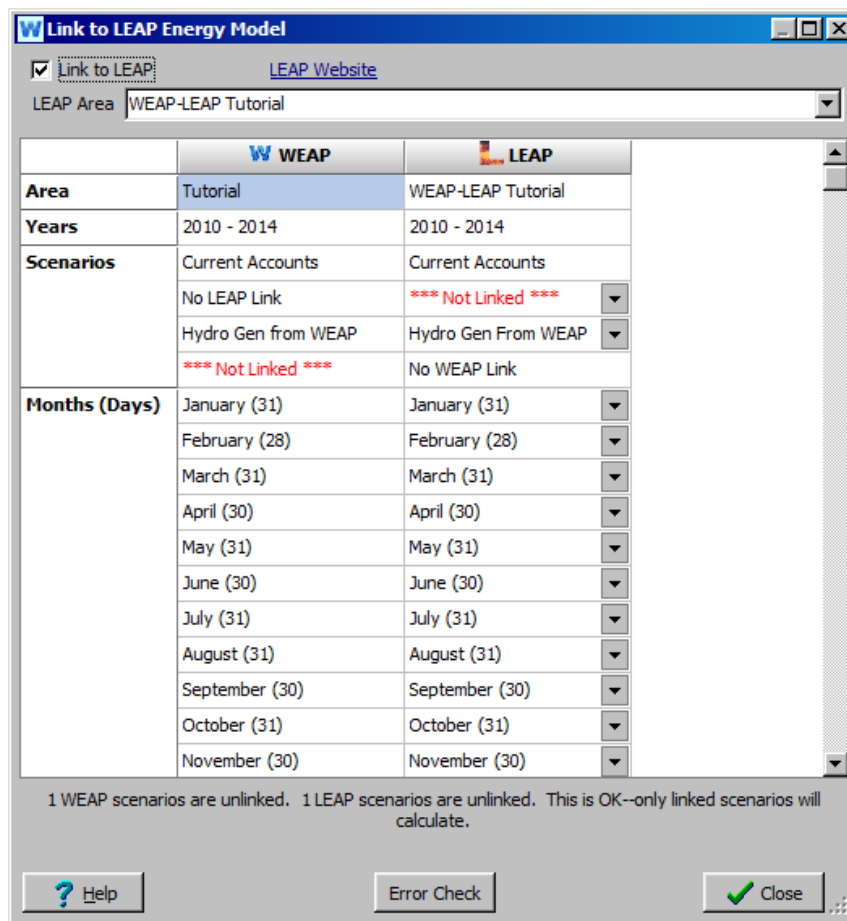 Link to LEAP Energy Model
Link to LEAP LEAP Website
LEAP Area WEAP-LEAP Tutorial
WEAP LEAP
Area Tutorial WEAP-LEAP Tutorial
Years 2010 - 2014 2010 - 2014
Scenarios Current Accounts Current Accounts
No LEAP Link *** Not Linked ***
Hydro Gen from WEAP Hydro Gen From WEAP
*** Not Linked *** No WEAP Link
Months (Days) January (31) January (31)
February (28) February (28)
March (31) March (31)
April (30) April (30)
May (31) May (31)
June (30) June (30)
July (31) July (31)
August (31) August (31)
September (30) September (30)
October (31) October (31)
November (30) November (30)
1 WEAP scenarios are unlinked. 1 LEAP scenarios are unlinked. This is OK--only linked scenarios will
calculate.
? Help Error Check Close